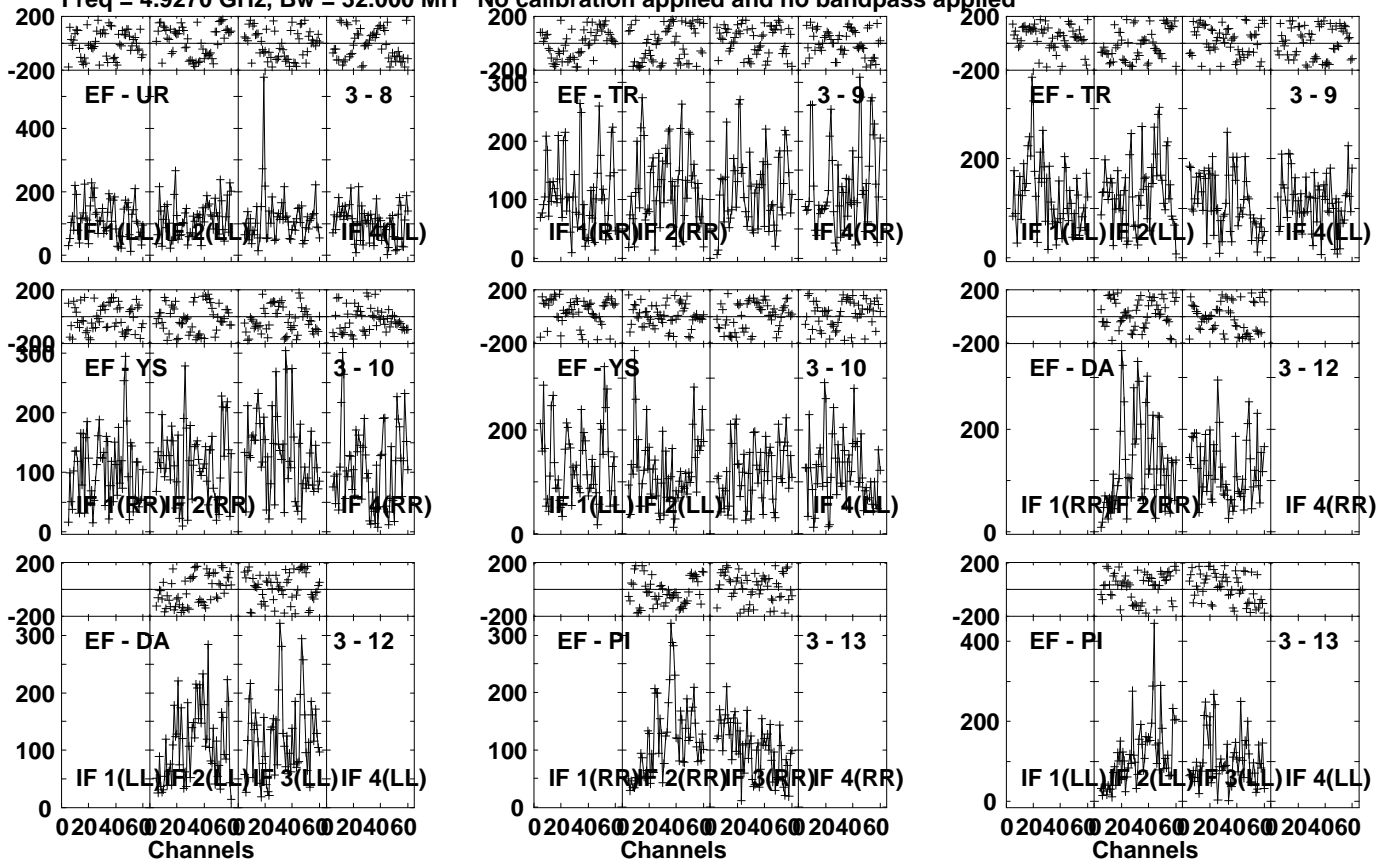 Freq = 4.9270 GHz, Bw = 32.000 MH No calibration applied and no bandpass applied
200 200 200
-200 -200 -200
EF - UR 3 - 8 300 EF - TR 3 - 9 EF - TR 3 - 9
400 200 200
200 100
0 0 0
IF 1(LL) IF 2(LL) IF 4(LL) IF 1(RR) IF 2(RR) IF 4(RR) IF 1(LL) IF 2(LL) IF 4(LL)
200 200 200
-200 -200 -200
300 EF - YS 3 - 10 EF - YS 3 - 10 EF - DA 3 - 12
200 200 200
100
0 0 0
IF 1(RR) IF 2(RR) IF 4(RR) IF 1(LL) IF 2(LL) IF 4(LL) IF 1(RR) IF 2(RR) IF 4(RR)
200 200 200
-200 -200 -200
300 EF - DA 3 - 12 300 EF - PI 3 - 13 400 EF - PI 3 - 13
200 200 200
100 100
0 0 0
IF 1(LL) IF 2(LL) IF 3(LL) IF 4(LL) IF 1(RR) IF 2(RR) IF 3(RR) IF 4(RR) IF 1(LL) IF 2(LL) IF 3(LL) IF 4(LL)
0 20 40 60 0 20 40 60 0 20 40 60 0 20 40 60 0 20 40 60 0 20 40 60 0 20 40 60 0 20 40 60 0 20 40 60 0 20 40 60 0 20 40 60 0 20 40 60
Channels Channels Channels